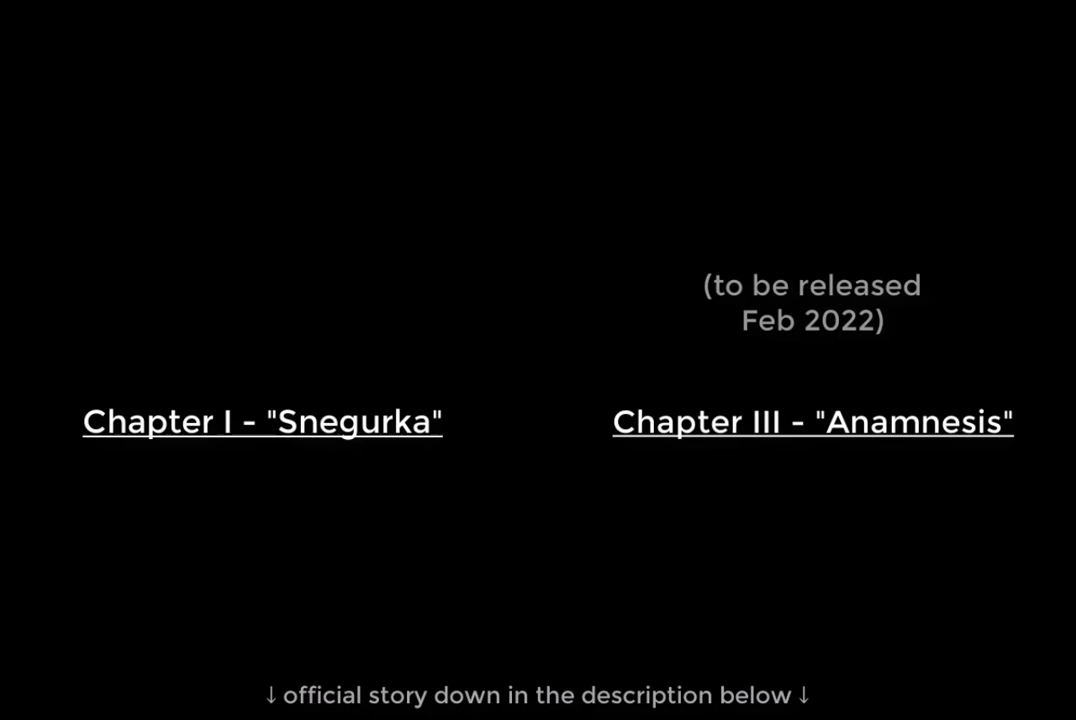 (to be released
Feb 2022)
Chapter I - "Snegurka"
Chapter III - "Anamnesis"
↓ official story down in the description below ↓